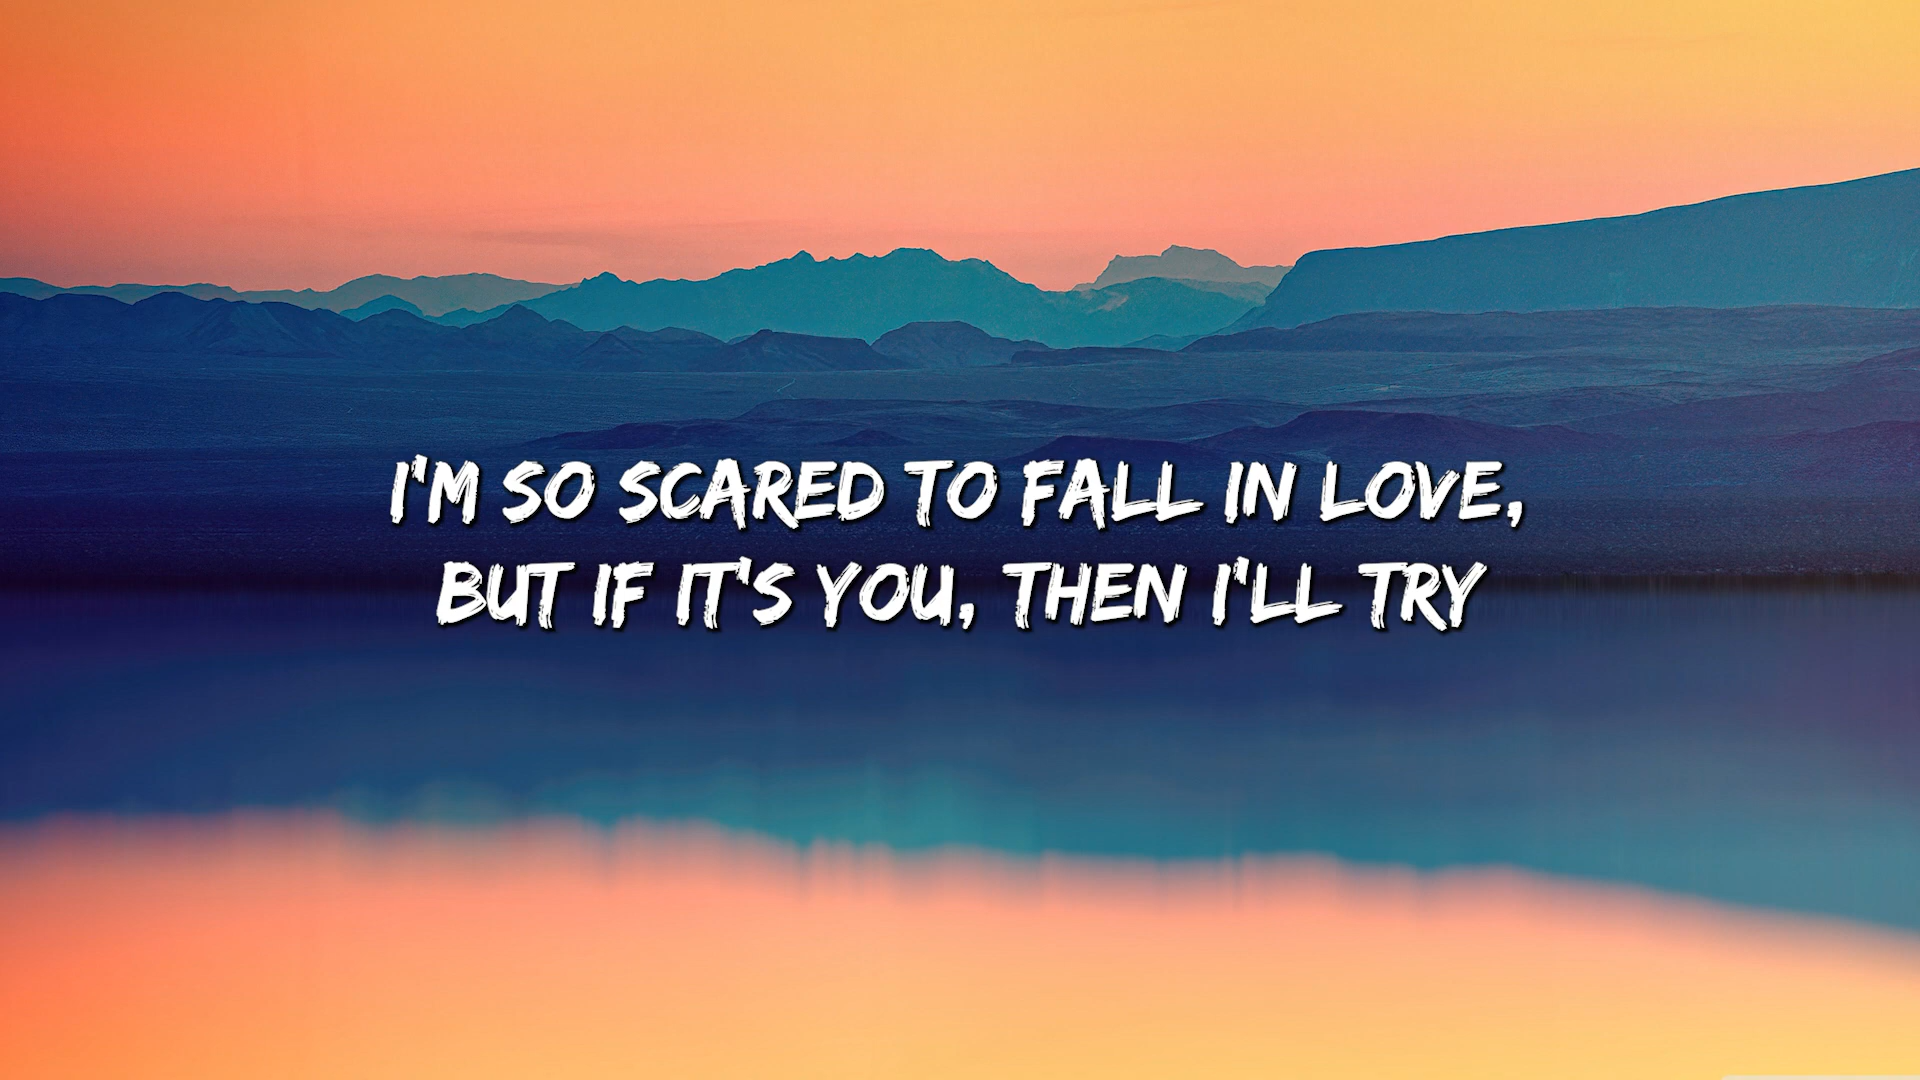 I'M SO SCARED TO FALL IN LOVE,
BUT IF IT'S YOU, THEN I'LL TRY